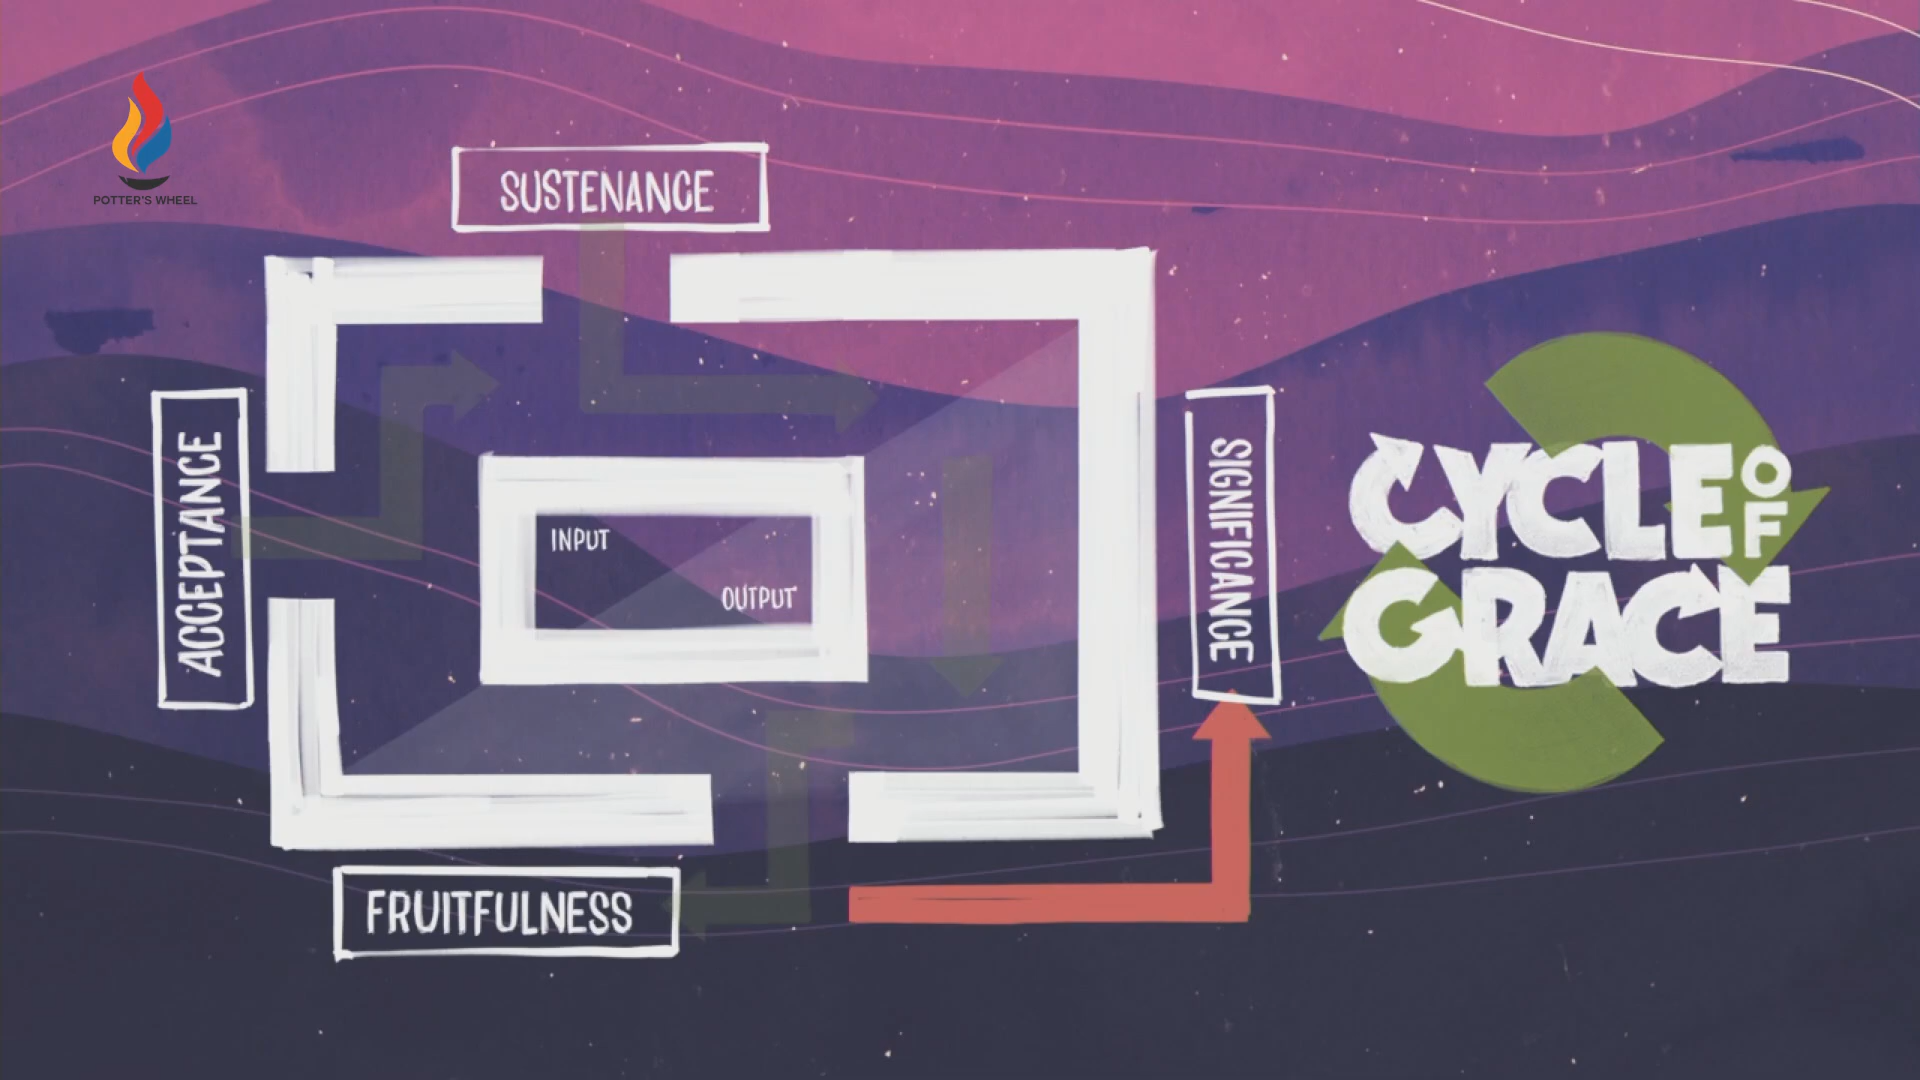 POTTER'S WHEEL
SUSTENANCE
ACCEPTANCE
INPUT
OUTPUT
SIGNIFICANCE
FRUITFULNESS
CYCLE OF
GRACE